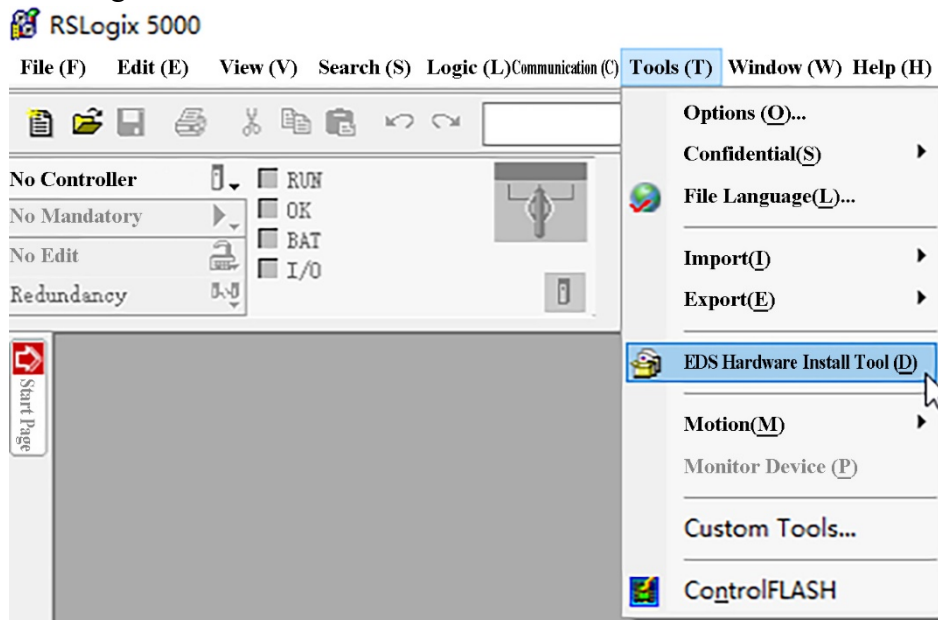 RSLogix 5000
File (F) Edit (E) View (V) Search (S) Logic (L) Communication (C) Tools (T) Window (W) Help (H)
No Controller
RUN
No Mandatory
OK
BAT
No Edit
I/O
Redundancy
Start Page
Options (O)...
Confidential(S)
File Language(L)...
Import(I)
Export(E)
EDS Hardware Install Tool (D)
Motion(M)
Monitor Device (P)
Custom Tools...
ControlFLASH